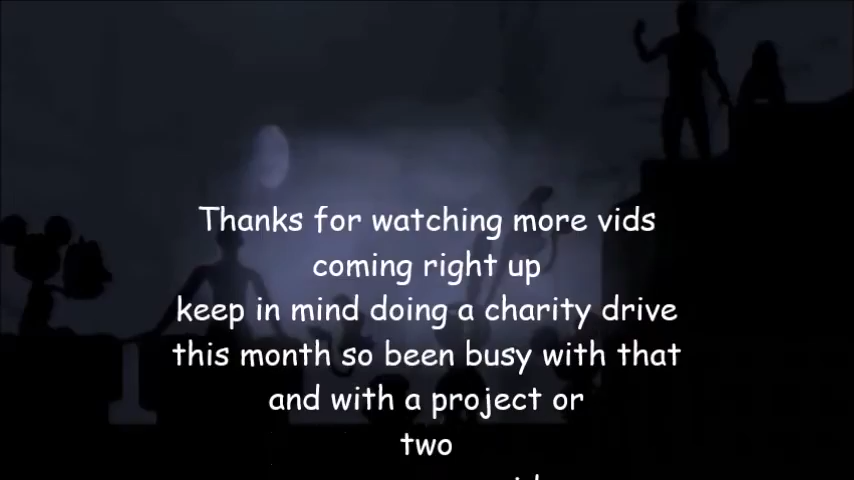 Thanks for watching more vids
coming right up
keep in mind doing a charity drive
this month so been busy with that
and with a project or
two